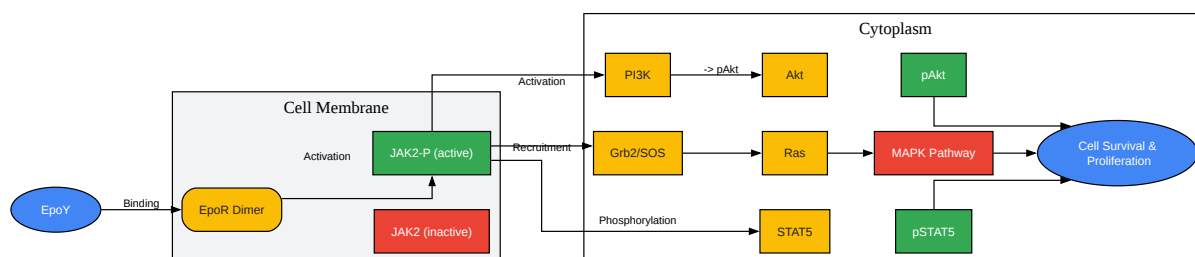 Cytoplasm
Activation
PI3K
-> pAkt
Akt
pAkt
Cell Membrane
Activation
JAK2-P (active)
Recruitment
Grb2/SOS
Ras
MAPK Pathway
Cell Survival &
Proliferation
EpoY
Binding
EpoR Dimer
JAK2 (inactive)
Phosphorylation
STAT5
pSTAT5